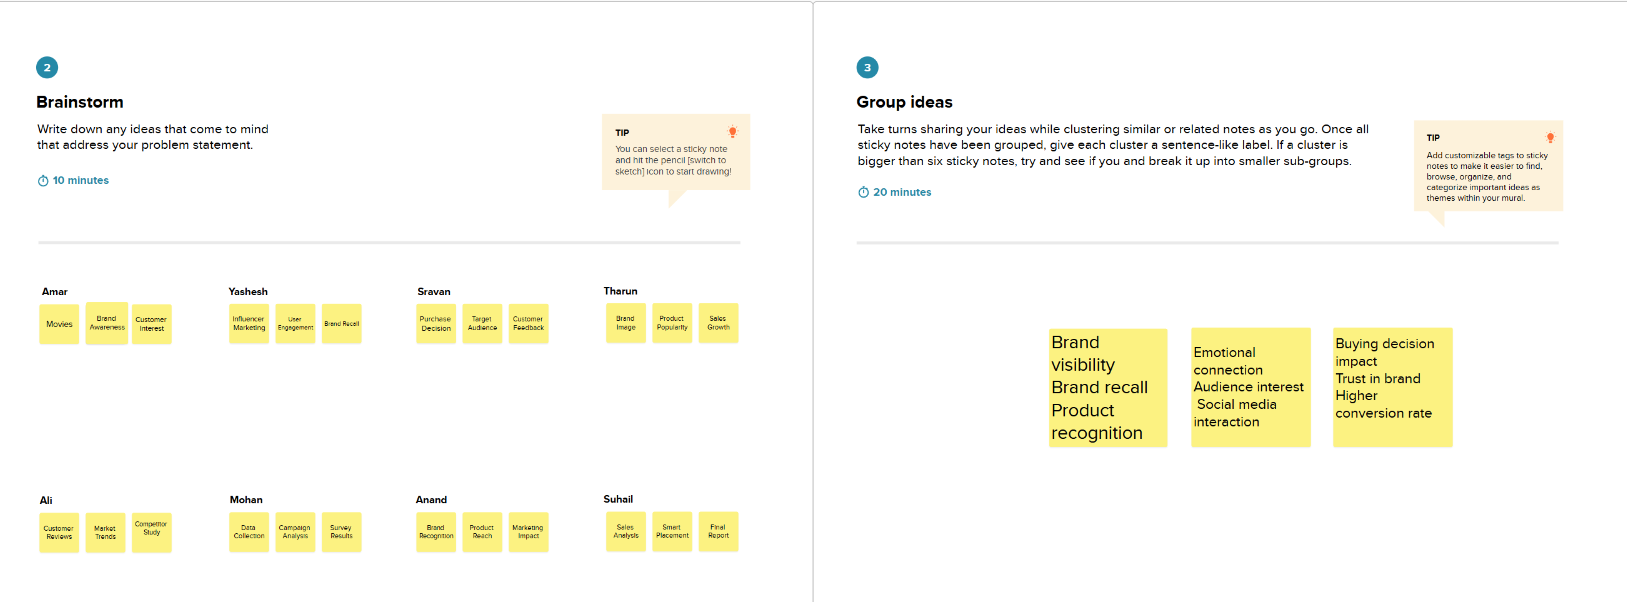 2
Brainstorm
Write down any ideas that come to mind
that address your problem statement.
10 minutes
TIP
You can select a sticky note
and hit the pencil [switch to
sketch] icon to start drawing!
Amar
Movies
Brand
Awareness
Customer
Interest
Yashesh
Influencer
Marketing
User
Engagement
Brand Recall
Sravan
Purchase
Decision
Target
Audience
Customer
Feedback
Tharun
Brand
Image
Product
Popularity
Sales
Growth
Ali
Customer
Reviews
Market
Trends
Competitor
Study
Mohan
Data
Collection
Campaign
Analysis
Survey
Results
Anand
Brand
Recognition
Product
Reach
Marketing
Impact
Suhail
Sales
Analysis
Smart
Placement
Final
Report
3
Group ideas
Take turns sharing your ideas while clustering similar or related notes as you go. Once all
sticky notes have been grouped, give each cluster a sentence-like label. If a cluster is
bigger than six sticky notes, try and see if you and break it up into smaller sub-groups.
20 minutes
TIP
Add customizable tags to sticky
notes to make it easier to find,
browse, organize, and
categorize important ideas as
themes within your mural.
Brand
visibility
Brand recall
Product
recognition
Emotional
connection
Audience interest
Social media
interaction
Buying decision
impact
Trust in brand
Higher
conversion rate